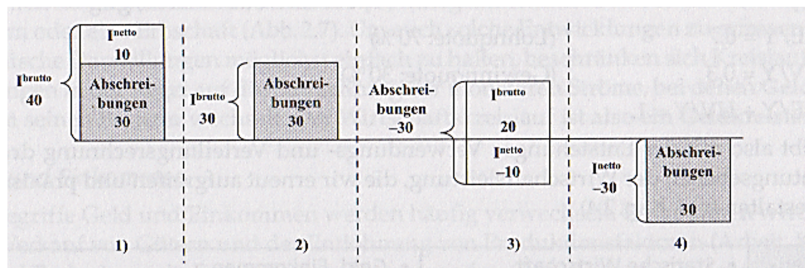 I netto
10
I brutto
40
Abschrei-
bungen
30
1)
I brutto
30
Abschrei-
bungen
30
2)
Abschrei-
bungen
–30
I brutto
20
I netto
–10
3)
I netto
–30
Abschrei-
bungen
30
4)